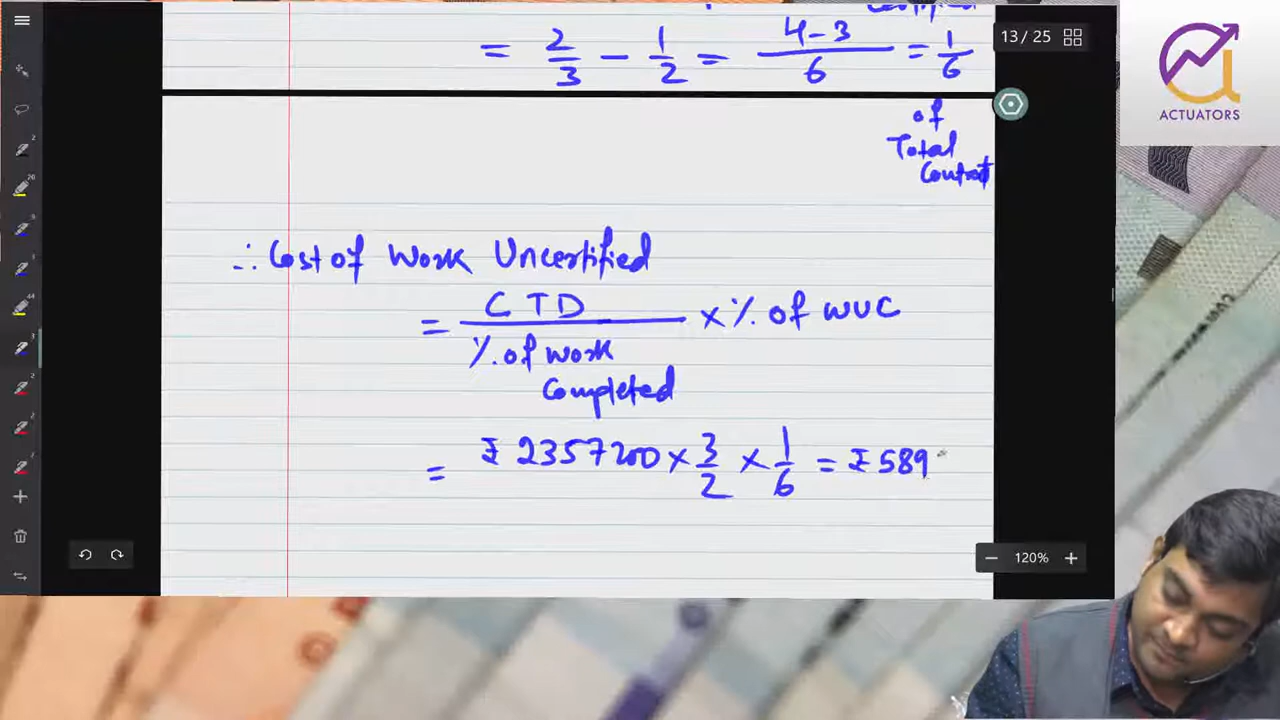 13 / 25
= 2/3 - 1/2 = 4-3/6 = 1/6
of
Total
Contract
ACTUATORS
∴ Cost of Work Uncertified
= CTD / % of work Completed × % of WUC
= ₹ 2357200 × 3/2 × 1/6 = ₹ 589
120%